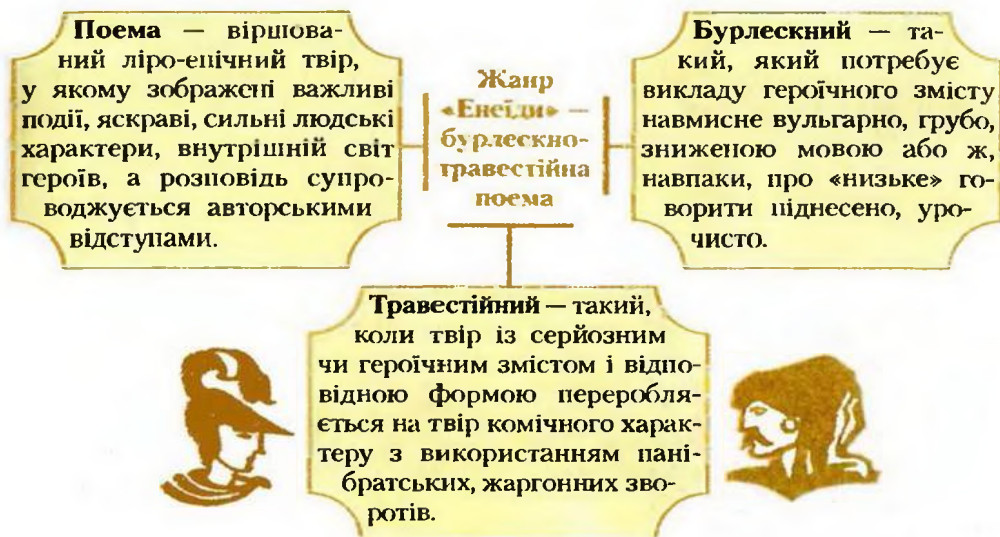 Поема — віршова-
ний ліро-епічний твір,
у якому зображені важливі
події, яскраві, сильні людські
характери, внутрішній світ
героїв, а розповідь супро-
воджується авторськими
відступами.
Жанр
«Енеїди» —
бурлескно-
травестійна
поема
Бурлескний — та-
кий, який потребує
викладу героїчного змісту
навмисне вульгарно, грубо,
зниженою мовою або ж,
навпаки, про «низьке» го-
ворити піднесено, уро-
чисто.
Травестійний — такий,
коли твір із серйозним
чи героїчним змістом і відпо-
відною формою переробля-
ється на твір комічного харак-
теру з використанням пані-
братських, жаргонних зво-
ротів.